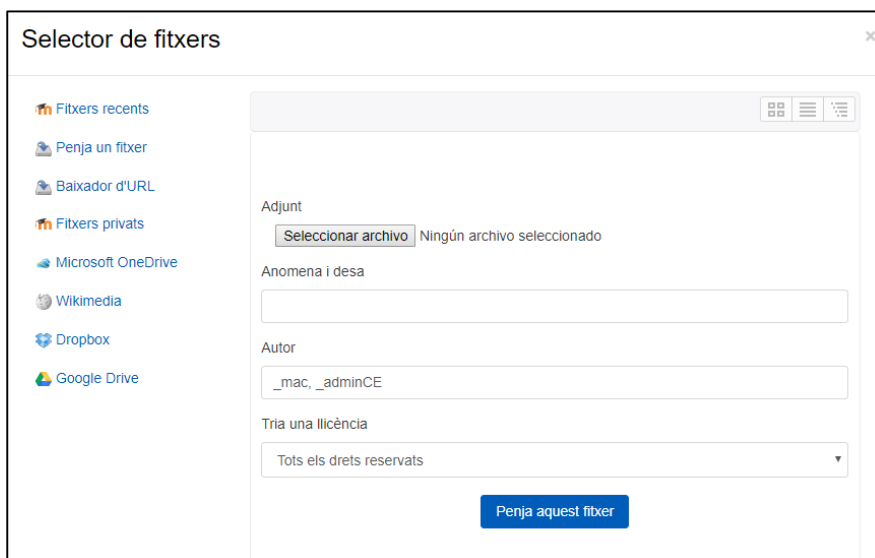 Selector de fitxers
×
Fitxers recents
Penja un fitxer
Baixador d'URL
Fitxers privats
Microsoft OneDrive
Wikimedia
Dropbox
Google Drive
Adjunt
Seleccionar archivo Ningún archivo seleccionado
Anomena i desa
Autor
_mac, _adminCE
Tria una llicència
Tots els drets reservats
Penja aquest fitxer